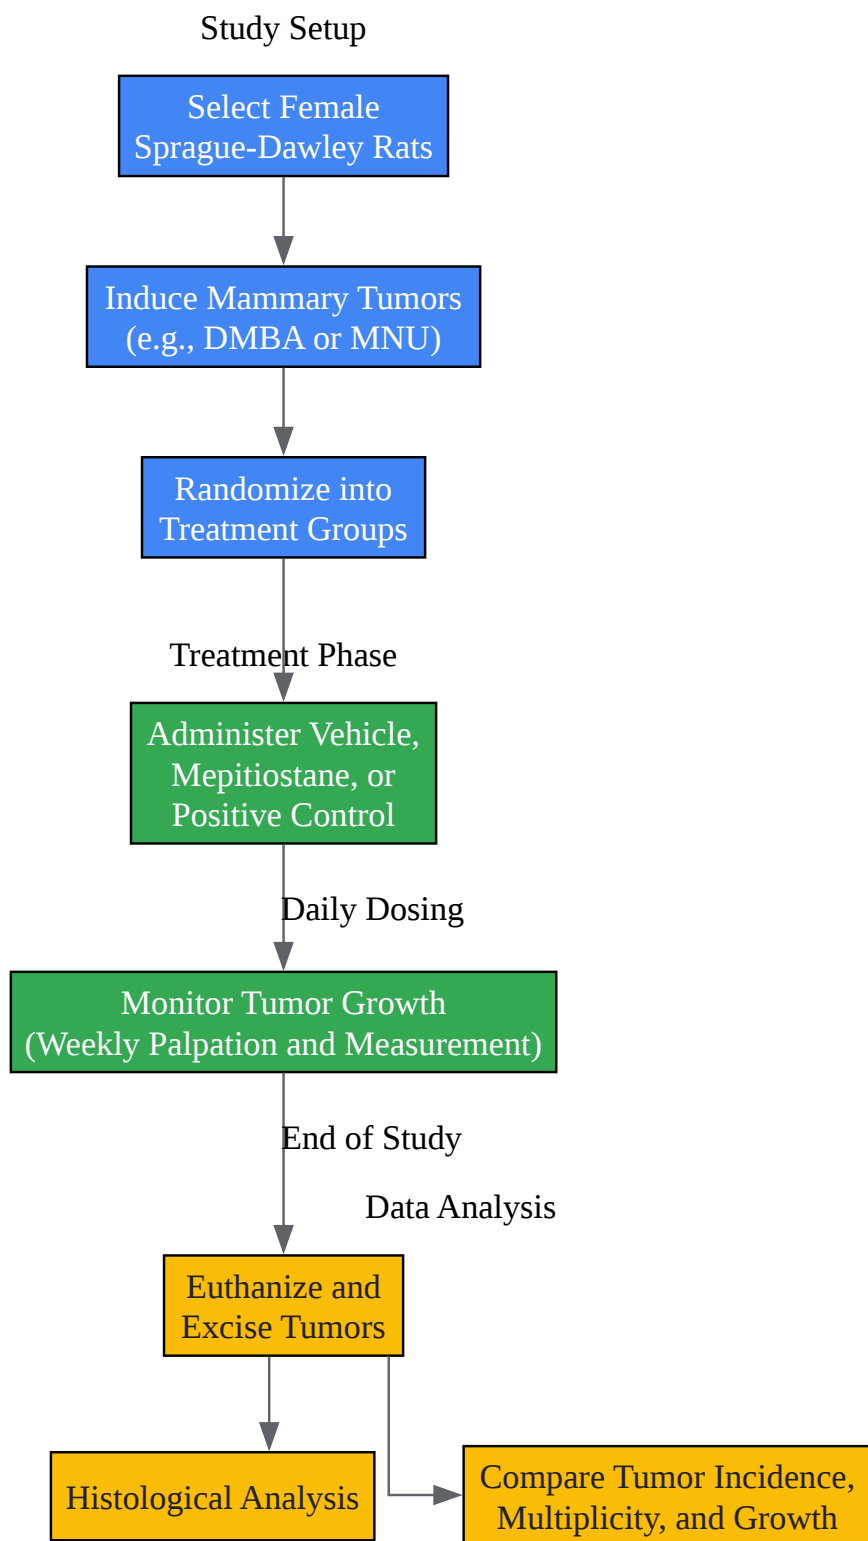 Study Setup
Select Female
Sprague-Dawley Rats
Induce Mammary Tumors
(e.g., DMBA or MNU)
Randomize into
Treatment Groups
Treatment Phase
Administer Vehicle,
Mepitiostane, or
Positive Control
Daily Dosing
Monitor Tumor Growth
(Weekly Palpation and Measurement)
End of Study
Data Analysis
Euthanize and
Excise Tumors
Histological Analysis
Compare Tumor Incidence,
Multiplicity, and Growth